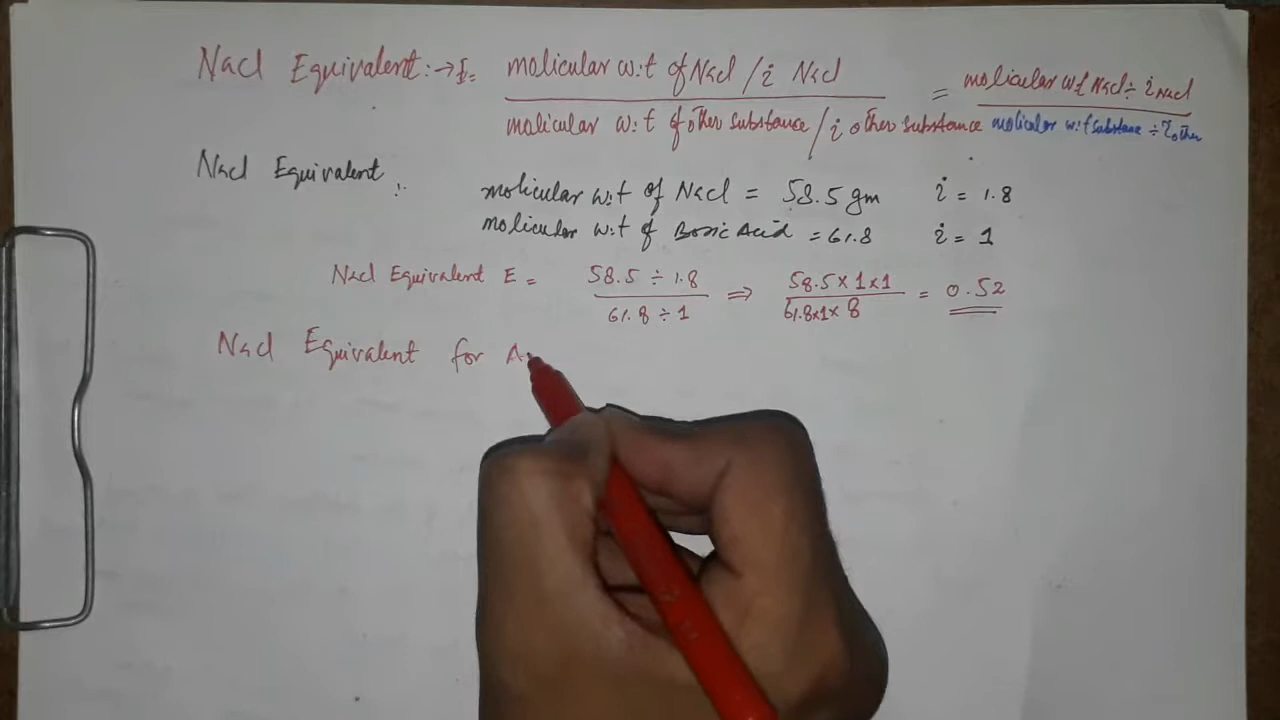 Nacl Equivalent :→ E = molicular w.t of Nacl / i Nacl = molicular wt Nacl ÷ i Nacl
molicular w.t of other substance / i other substance molicular w.t substance ÷ i other
Nacl Equivalent :
molicular w.t of Nacl = 58.5 gm i = 1.8
molicular w.t of Boric Acid = 61.8 i = 1
Nacl Equivalent E = 58.5 ÷ 1.8 ⇒ 58.5 x 1 x 1 = 0.52
61.8 ÷ 1 61.8 x 1 x 8
Nacl Equivalent for A